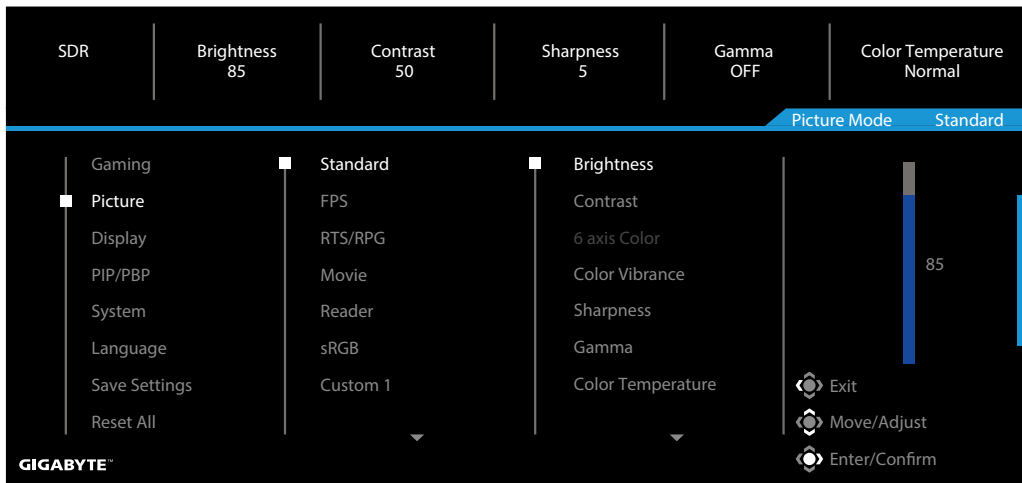 SDR
Brightness
85
Contrast
50
Sharpness
5
Gamma
OFF
Color Temperature
Normal
Picture Mode Standard
Gaming
Picture
Display
PIP/PBP
System
Language
Save Settings
Reset All
Standard
FPS
RTS/RPG
Movie
Reader
sRGB
Custom 1
Brightness
Contrast
6 axis Color
Color Vibrance
Sharpness
Gamma
Color Temperature
85
Exit
Move/Adjust
Enter/Confirm
GIGABYTE™